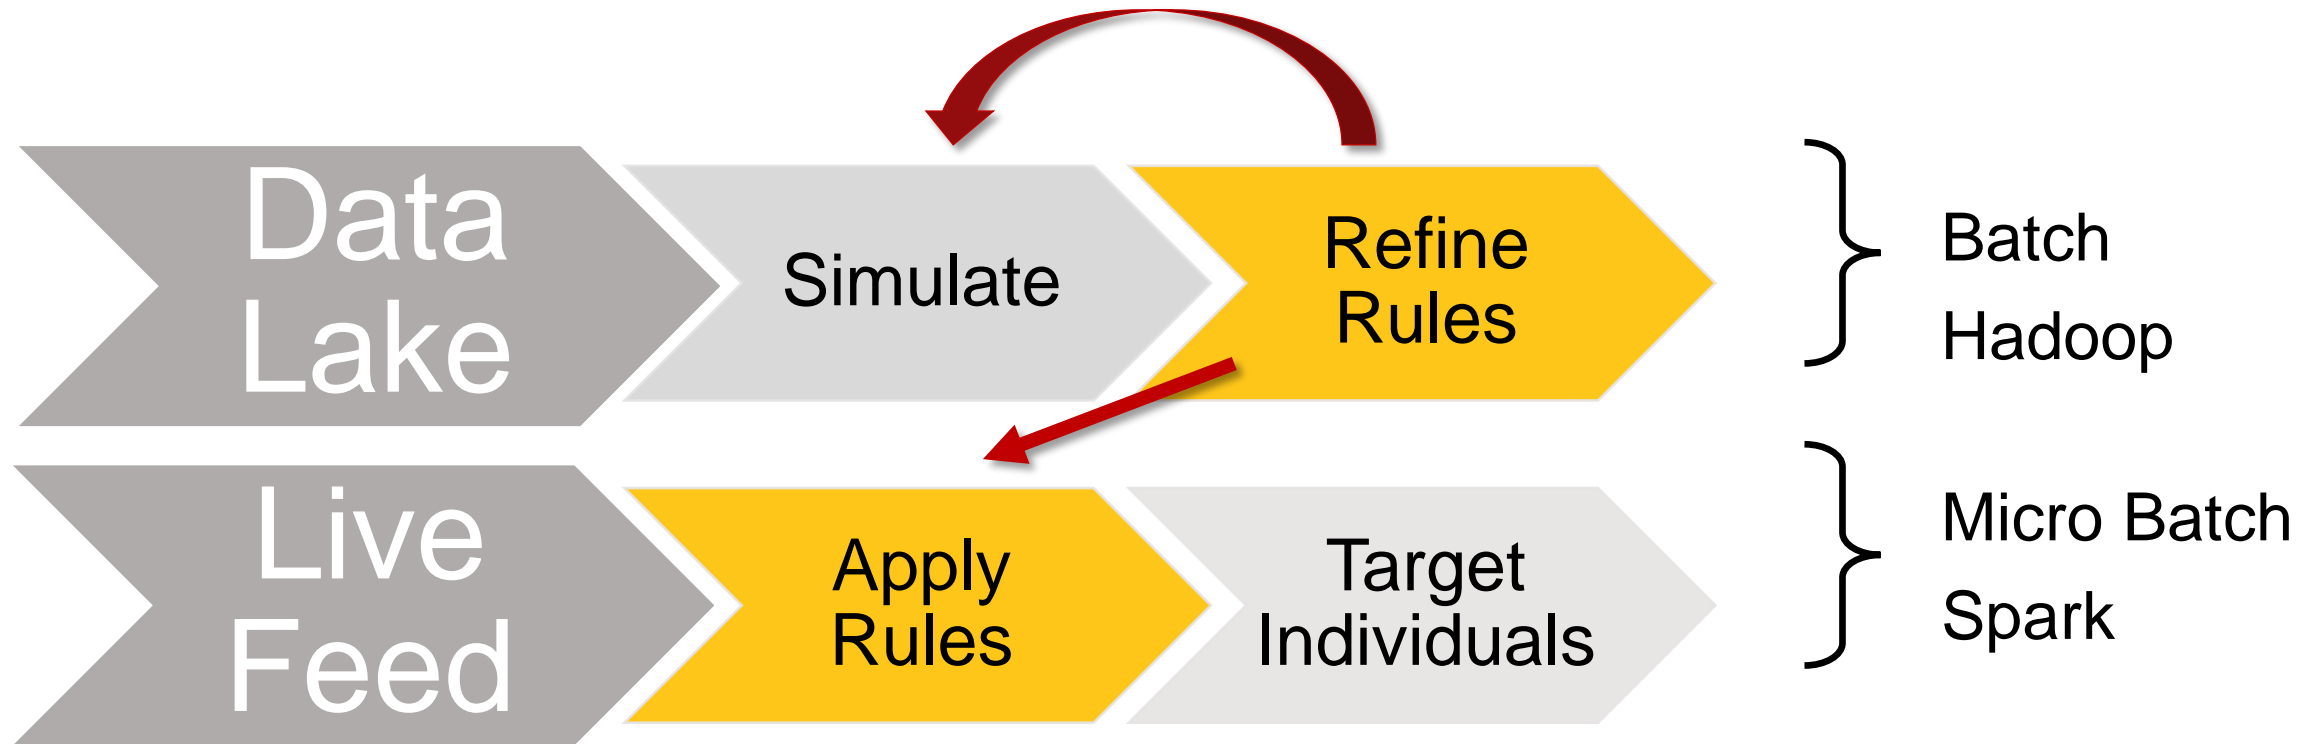 Data
Lake
Simulate
Refine
Rules
Batch
Hadoop
Live
Feed
Apply
Rules
Target
Individuals
Micro Batch
Spark